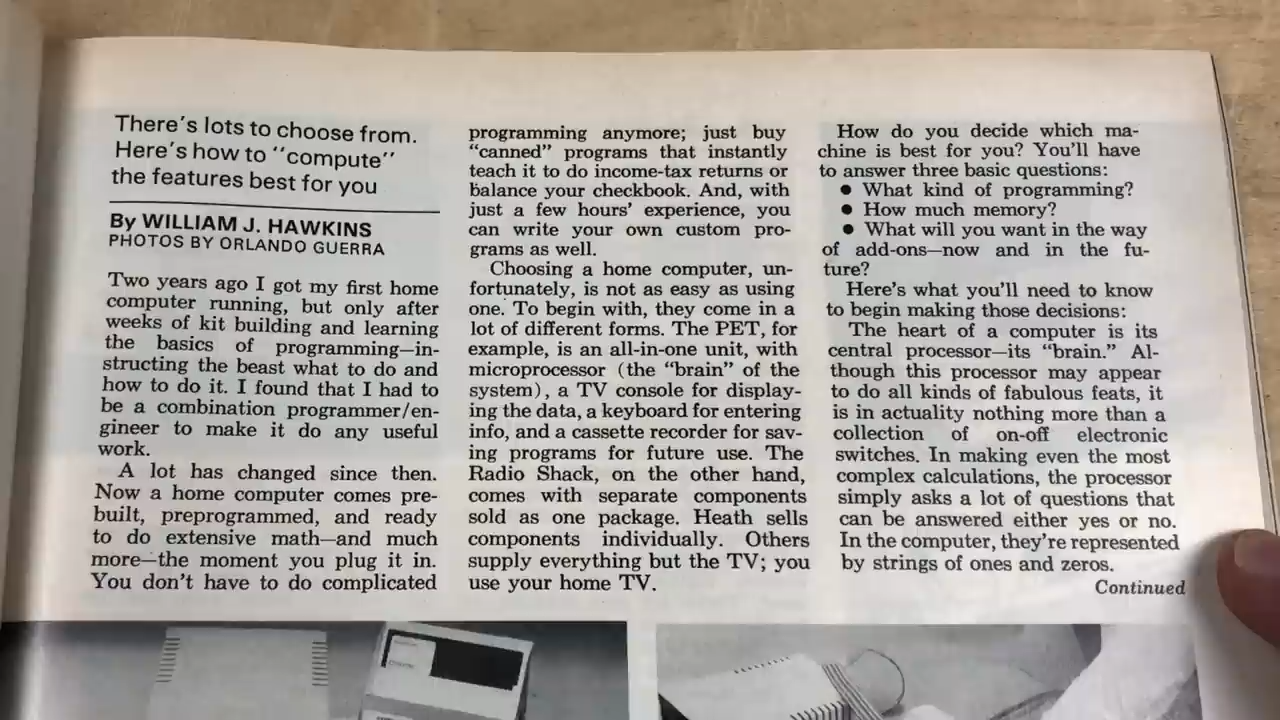 There's lots to choose from.
Here's how to "compute"
the features best for you
By WILLIAM J. HAWKINS
PHOTOS BY ORLANDO GUERRA
Two years ago I got my first home
computer running, but only after
weeks of kit building and learning
the basics of programming—in-
structing the beast what to do and
how to do it. I found that I had to
be a combination programmer/en-
gineer to make it do any useful
work.
A lot has changed since then.
Now a home computer comes pre-
built, preprogrammed, and ready
to do extensive math—and much
more—the moment you plug it in.
You don't have to do complicated
programming anymore; just buy
"canned" programs that instantly
teach it to do income-tax returns or
balance your checkbook. And, with
just a few hours' experience, you
can write your own custom pro-
grams as well.
Choosing a home computer, un-
fortunately, is not as easy as using
one. To begin with, they come in a
lot of different forms. The PET, for
example, is an all-in-one unit, with
microprocessor (the "brain" of the
system), a TV console for display-
ing the data, a keyboard for entering
info, and a cassette recorder for sav-
ing programs for future use. The
Radio Shack, on the other hand,
comes with separate components
sold as one package. Heath sells
components individually. Others
supply everything but the TV; you
use your home TV.
How do you decide which ma-
chine is best for you? You'll have
to answer three basic questions:
● What kind of programming?
● How much memory?
● What will you want in the way
of add-ons—now and in the fu-
ture?
Here's what you'll need to know
to begin making those decisions:
The heart of a computer is its
central processor—its "brain." Al-
though this processor may appear
to do all kinds of fabulous feats, it
is in actuality nothing more than a
collection of on-off electronic
switches. In making even the most
complex calculations, the processor
simply asks a lot of questions that
can be answered either yes or no.
In the computer, they're represented
by strings of ones and zeros.
Continued